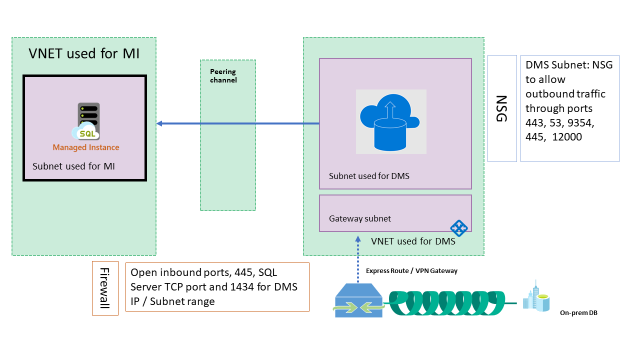 VNET used for MI
SQL
Managed Instance
Subnet used for MI
Peering
channel
Subnet used for DMS
Gateway subnet
VNET used for DMS
NSG
DMS Subnet: NSG
to allow
outbound traffic
through ports
443, 53, 9354,
445, 12000
Firewall
Open inbound ports, 445, SQL
Server TCP port and 1434 for DMS
IP / Subnet range
Express Route / VPN Gateway
On-prem DB